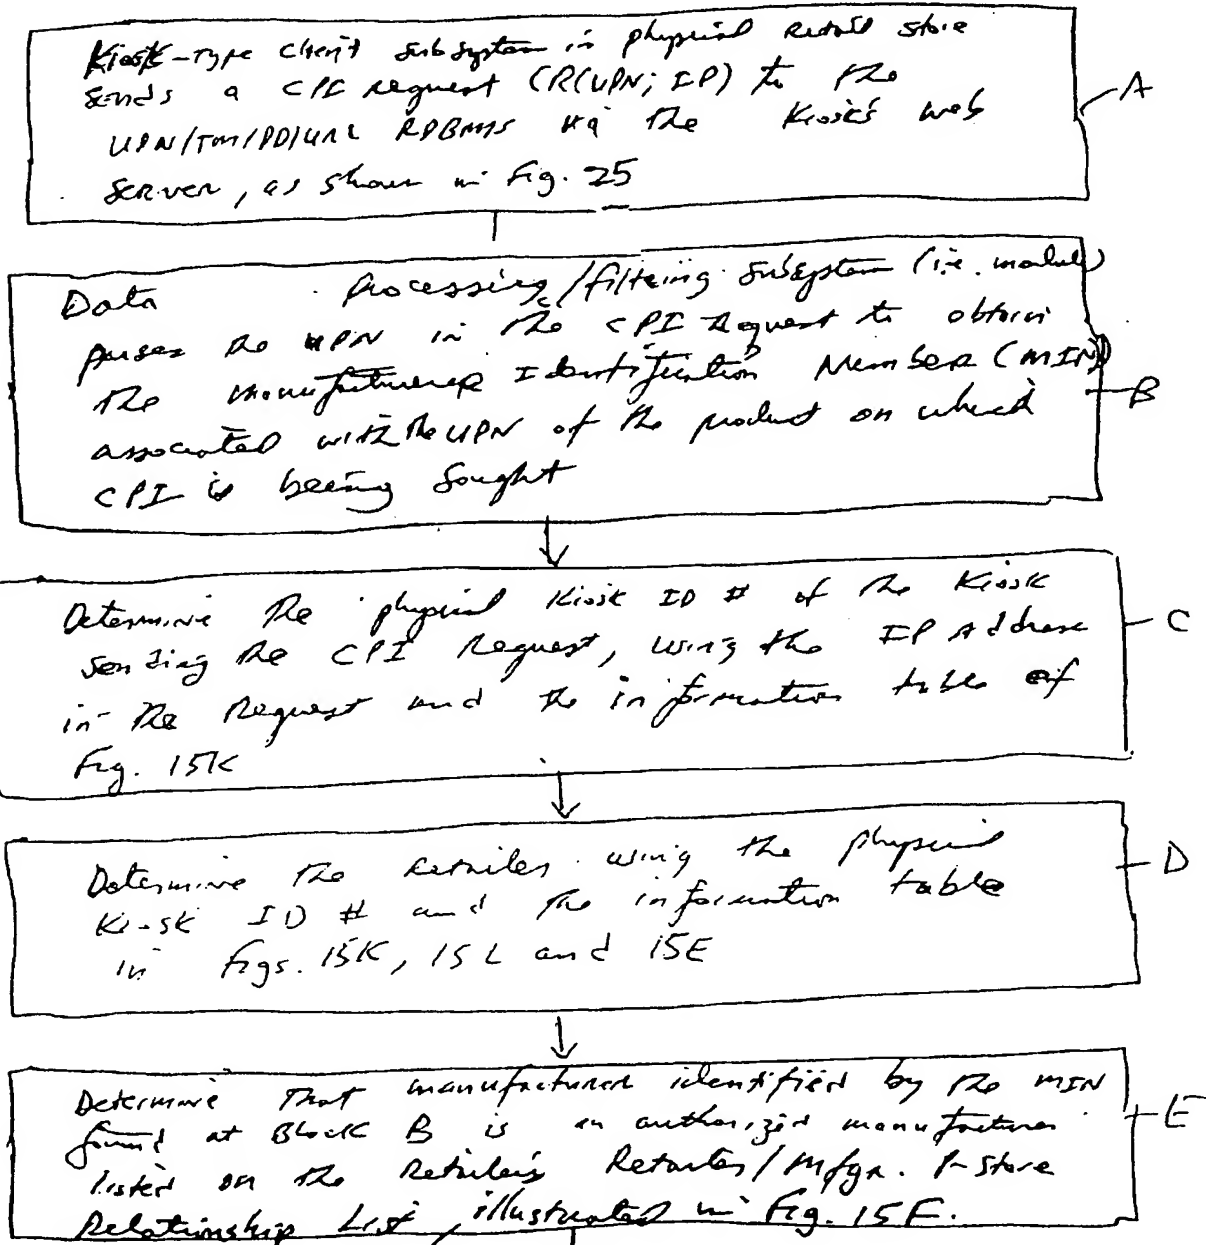 Kiosk-type client subsystem in physical retail store
sends a CPI request (R(UPN; IP) to the
UPN/TM/PD/URL RDBMS via the Kiosk's web
server, as shown in Fig. 25
A
Data processing/filtering subsystem (i.e. module)
parses the UPN in the CPI request to obtain
the manufacturer Identification Number (MIN)
associated with the UPN of the product on which
CPI is being sought
B
Determine the physical Kiosk ID # of the Kiosk
sending the CPI Request, using the IP Address
in the Request and the information table of
Fig. 15K
C
Determine the retailer using the physical
Kiosk ID # and the information table
in Figs. 15K, 15L and 15E
D
Determine that manufacturer identified by the MIN
found at Block B is an authorized manufacturer
listed on the Retailer's Retailer/Mfgr. P-Store
Relationship List, illustrated in Fig. 15F.
E